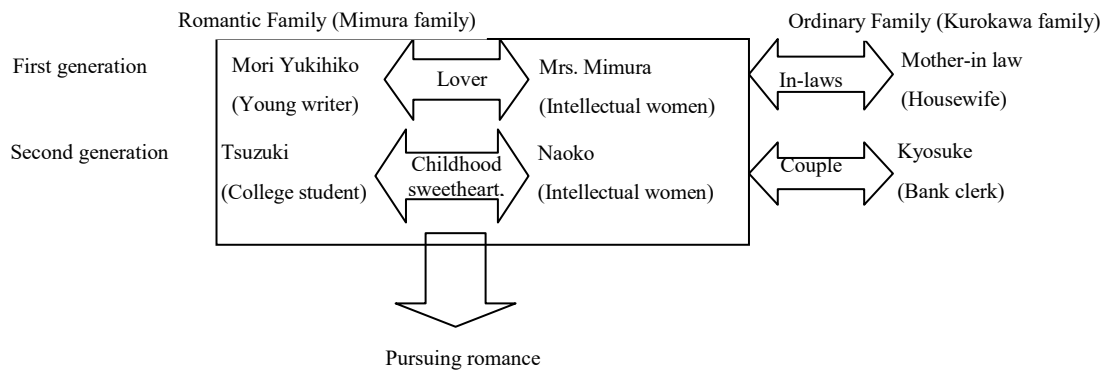 Romantic Family (Mimura family)
Ordinary Family (Kurokawa family)
First generation
Mori Yukihiko
(Young writer)
Lover
Mrs. Mimura
(Intellectual women)
In-laws
Mother-in law
(Housewife)
Second generation
Tsuzuki
(College student)
Childhood
sweetheart.
Naoko
(Intellectual women)
Couple
Kyosuke
(Bank clerk)
Pursuing romance